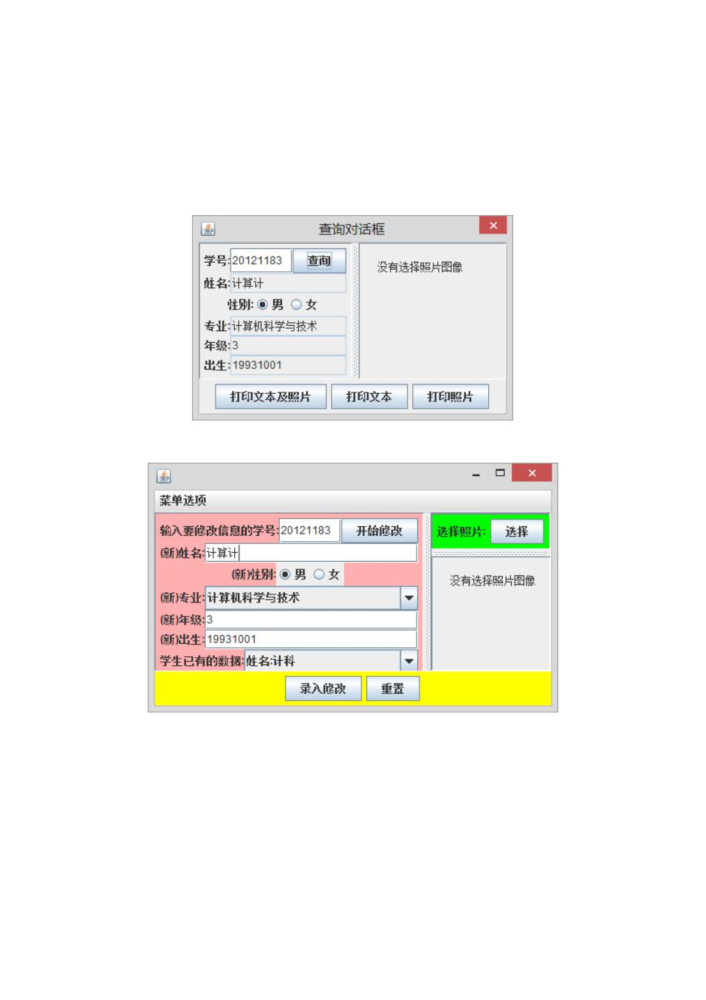 查询对话框
学号:20121183 查询
姓名:计算计
性别: 男 女
专业:计算机科学与技术
年级:3
出生:19931001
没有选择照片图像
打印文本及照片 打印文本 打印照片
菜单选项
输入要修改信息的学号:20121183 开始修改
(新)姓名:计算计
(新)性别: 男 女
(新)专业:计算机科学与技术
(新)年级:3
(新)出生:19931001
学生已有的数据:姓名:计科
选择照片: 选择
没有选择照片图像
录入修改 重置